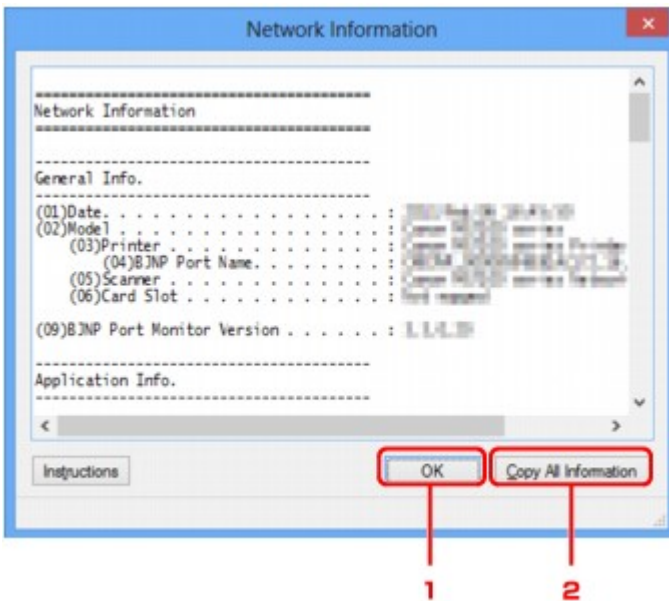 Network Information
==========================================
Network Information
==========================================
------------------------------------------
General Info.
------------------------------------------
(01)Date. . . . . . . . . . . . . . . . . :
(02)Model . . . . . . . . . . . . . . . . :
(03)Printer . . . . . . . . . . . . . . :
(04)BJNP Port Name. . . . . . . . . :
(05)Scanner . . . . . . . . . . . . . . :
(06)Card Slot . . . . . . . . . . . . . :
(09)BJNP Port Monitor Version . . . . . . :
------------------------------------------
Application Info.
------------------------------------------
Instructions
OK
Copy All Information
1
2